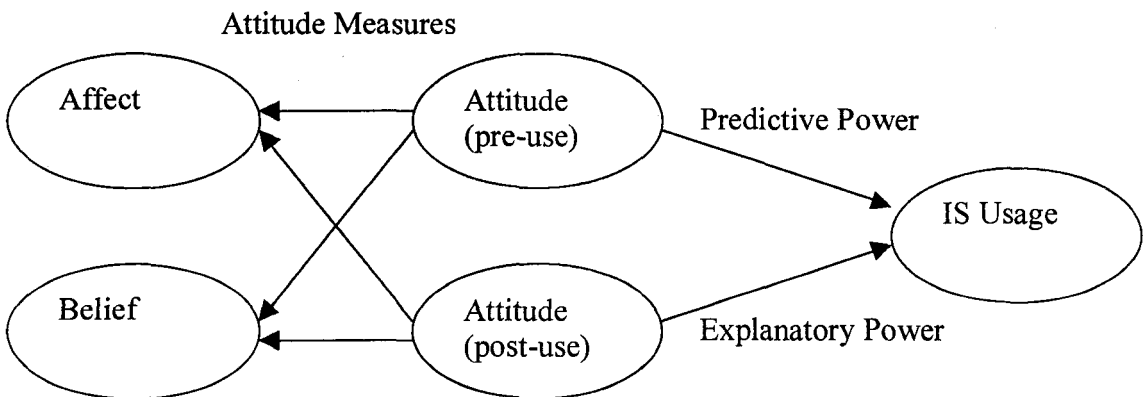 Attitude Measures
Affect
Attitude
(pre-use)
Predictive Power
IS Usage
Belief
Attitude
(post-use)
Explanatory Power